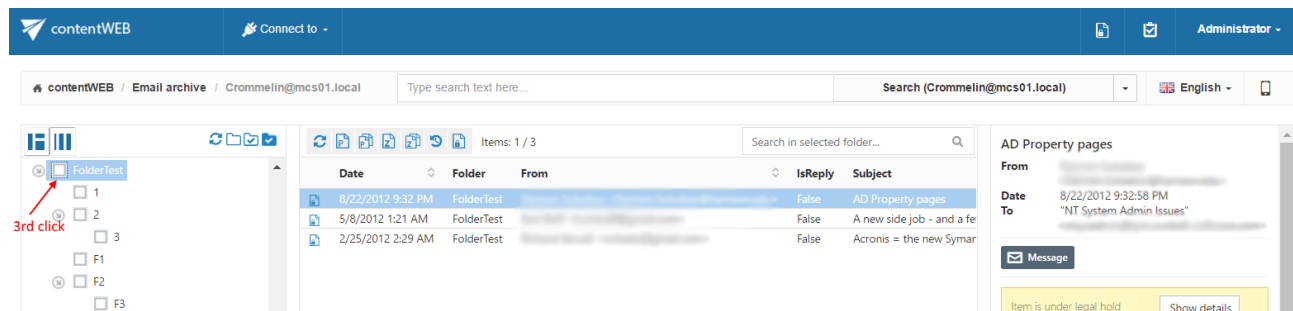 contentWEB
Connect to
Administrator
contentWEB / Email archive / Crommelin@mcs01.local
Type search text here...
Search (Crommelin@mcs01.local)
English
Items: 1 / 3
Search in selected folder...
AD Property pages
FolderTest
Date Folder From IsReply Subject
From
1
8/22/2012 9:32 PM FolderTest False AD Property pages
Date 8/22/2012 9:32:58 PM
2
5/8/2012 1:21 AM FolderTest False A new side job - and a fe
To "NT System Admin Issues"
3rd click
3
2/25/2012 2:29 AM FolderTest False Acronis = the new Syman
F1
Message
F2
F3
Item is under legal hold
Show details